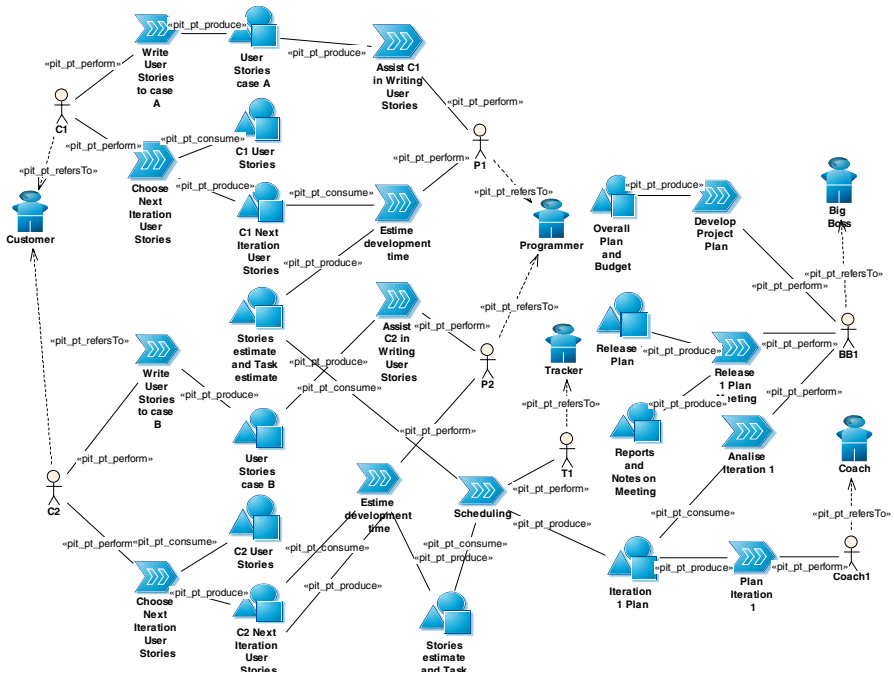 «pit_pt_produce»
Write
User
Stories
to case
A
User
Stories
case A
«pit_pt_produce»
Assist C1
in Writing
User
Stories
«pit_pt_perform»
C1
«pit_pt_perform»
«pit_pt_consume»
C1 User
Stories
«pit_pt_perform»
P1
«pit_pt_perform»
«pit_pt_refersTo»
Customer
Choose
Next
Iteration
User
Stories
«pit_pt_produce»
«pit_pt_consume»
C1 Next
Iteration
User
Stories
Estime
development
time
«pit_pt_refersTo»
Programmer
«pit_pt_produce»
Overall
Plan
and
Budget
Develop
Project
Plan
Big
Boss
«pit_pt_produce»
«pit_pt_perform»
«pit_pt_refersTo»
Stories
estimate
and Task
estimate
Assist
C2 in
Writing
User
Stories
«pit_pt_perform»
«pit_pt_refersTo»
P2
Tracker
Release
Plan
«pit_pt_produce»
Release
1 Plan
eeting
«pit_pt_perform»
BB1
«pit_pt_refersTo»
Write
User
Stories
to case
B
«pit_pt_produce»
«pit_pt_produce»
«pit_pt_consume»
«pit_pt_refersTo»
«pit_pt_produce»
«pit_pt_perform»
User
Stories
case B
«pit_pt_perform»
T1
Reports
and
Notes on
Meeting
Analise
Iteration 1
Coach
«pit_pt_perform»
C2
Estime
development
time
Scheduling
«pit_pt_perform»
«pit_pt_produce»
«pit_pt_consume»
«pit_pt_refersTo»
«pit_pt_perform»
«pit_pt_consume»
C2 User
Stories
«pit_pt_consume»
«pit_pt_produce»
«pit_pt_consume»
«pit_pt_produce»
Choose
Next
Iteration
User
Stories
«pit_pt_produce»
C2 Next
Iteration
User
Stories
Stories
estimate
and Task
Iteration
1 Plan
«pit_pt_produce»
Plan
Iteration
1
«pit_pt_perform»
Coach1